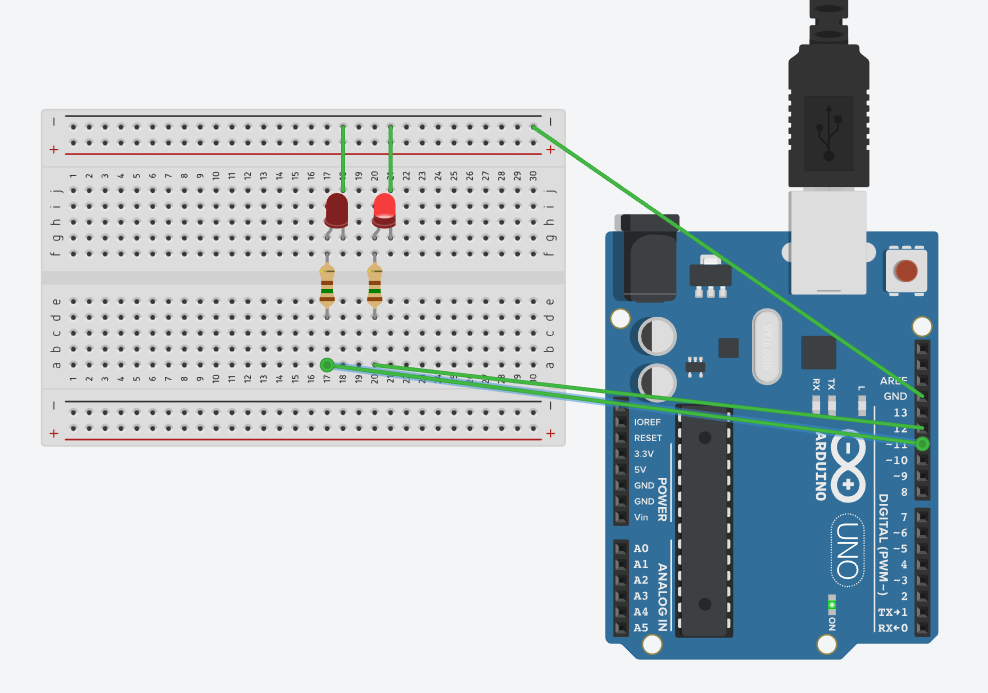 − −
+ +
1 2 3 4 5 6 7 8 9 10 11 12 13 14 15 16 17 18 19 20 21 22 23 24 25 26 27 28 29 30
j j
i i
h h
g g
f f
e e
d d
c c
b b
a a
1 2 3 4 5 6 7 8 9 10 11 12 13 14 15 16 17 18 19 20 21 22 23 24 25 26 27 28 29 30
− −
+ +
AREF
GND
13
12
~11
~10
~9
8
7
~6
~5
4
~3
2
TX→1
RX←0
DIGITAL (PWM~)
RX
TX
L
ARDUINO
UNO
ON
IOREF
RESET
3.3V
5V
GND
GND
Vin
POWER
A0
A1
A2
A3
A4
A5
ANALOG IN